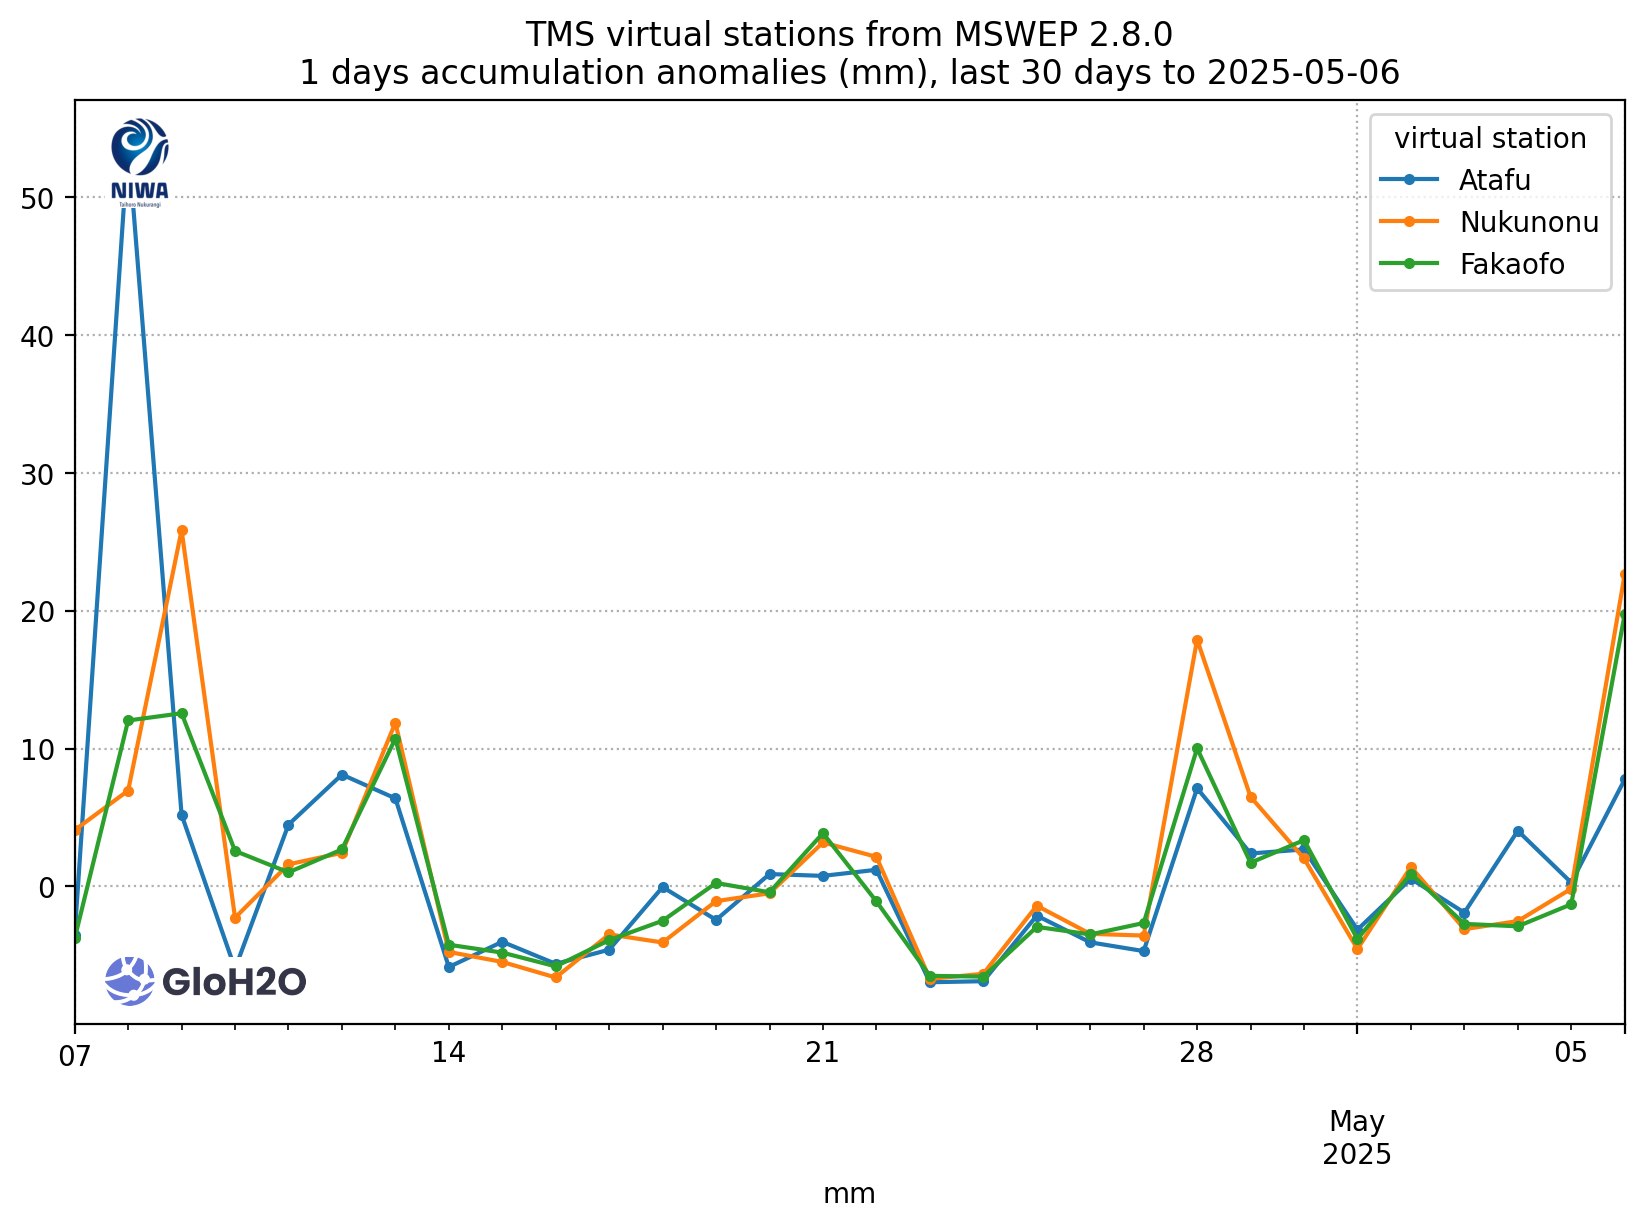 TMS virtual stations from MSWEP 2.8.0
1 days accumulation anomalies (mm), last 30 days to 2025-05-06
NIWA
Taihoro Nukurangi
virtual station
Atafu
Nukunonu
Fakaofo
50
40
30
20
10
0
GloH2O
07
14
21
28
05
May
2025
mm